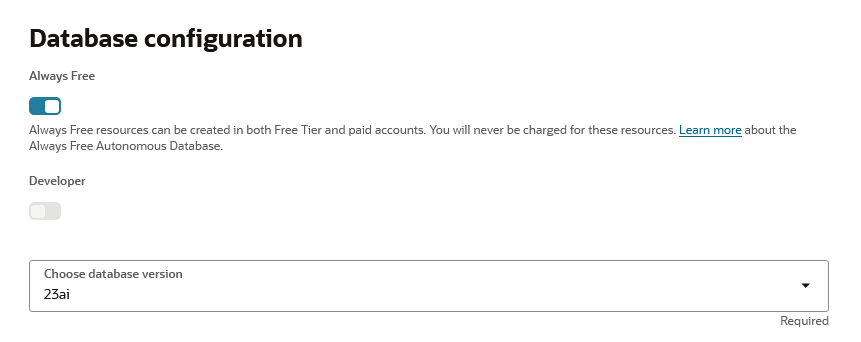 Database configuration
Always Free
Always Free resources can be created in both Free Tier and paid accounts. You will never be charged for these resources. Learn more about the
Always Free Autonomous Database.
Developer
Choose database version
23ai
Required